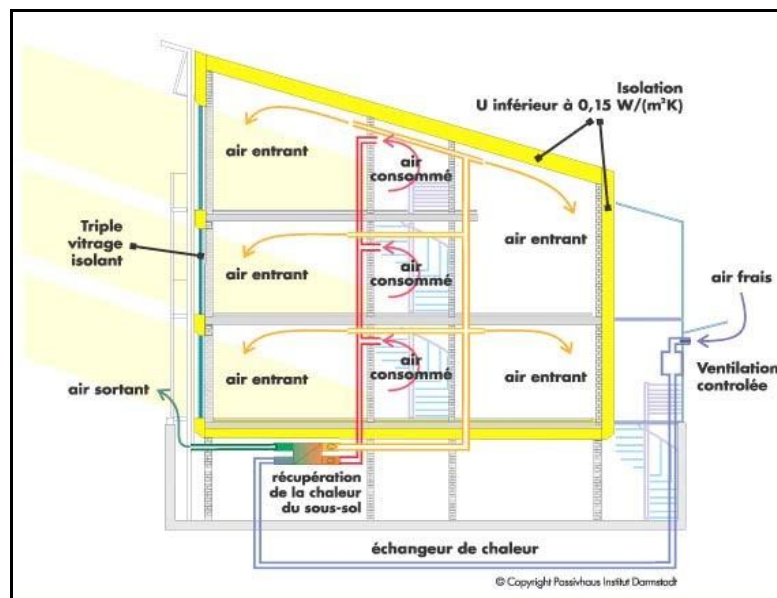 Isolation
U inférieur à 0,15 W/(m²K)
air entrant
air
consommé
Triple
vitrage
isolant
air entrant
air
consommé
air entrant
air frais
air entrant
air
consommé
air entrant
Ventilation
controlée
air sortant
récupération
de la chaleur
du sous-sol
échangeur de chaleur
© Copyright Passivhaus Institut Darmstadt